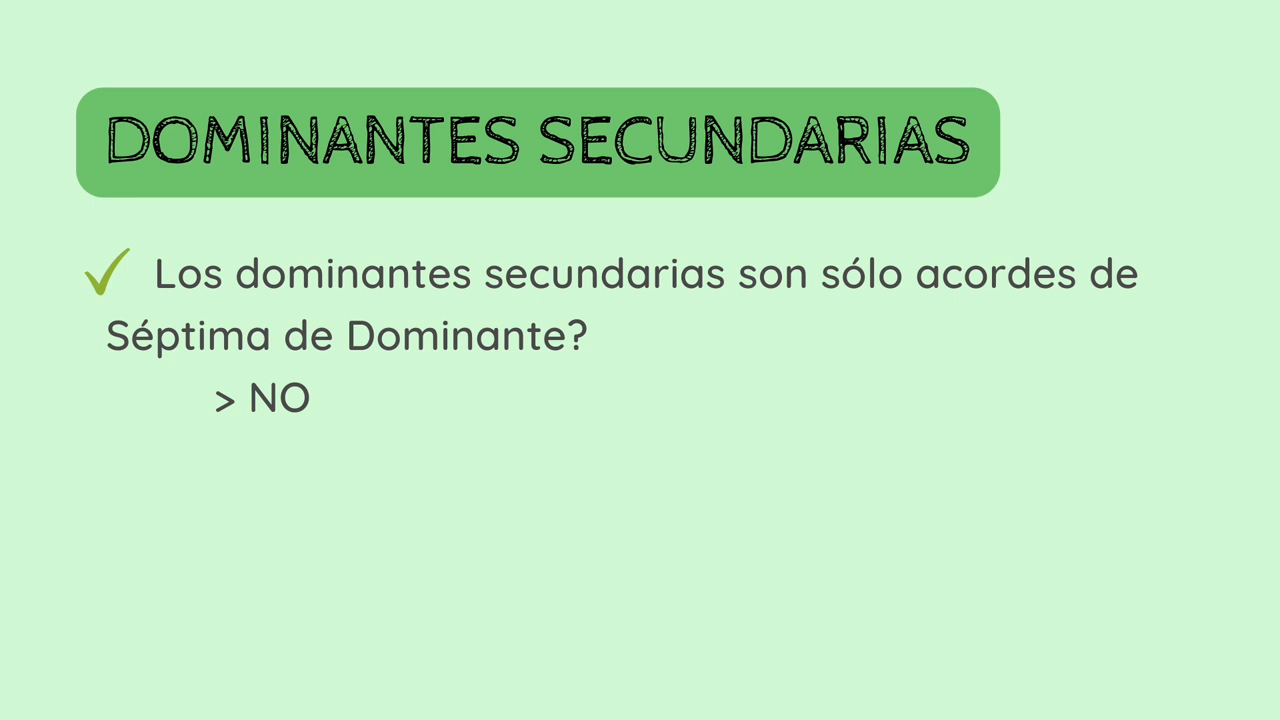 DOMINANTES SECUNDARIAS
Los dominantes secundarias son sólo acordes de
Séptima de Dominante?
> NO